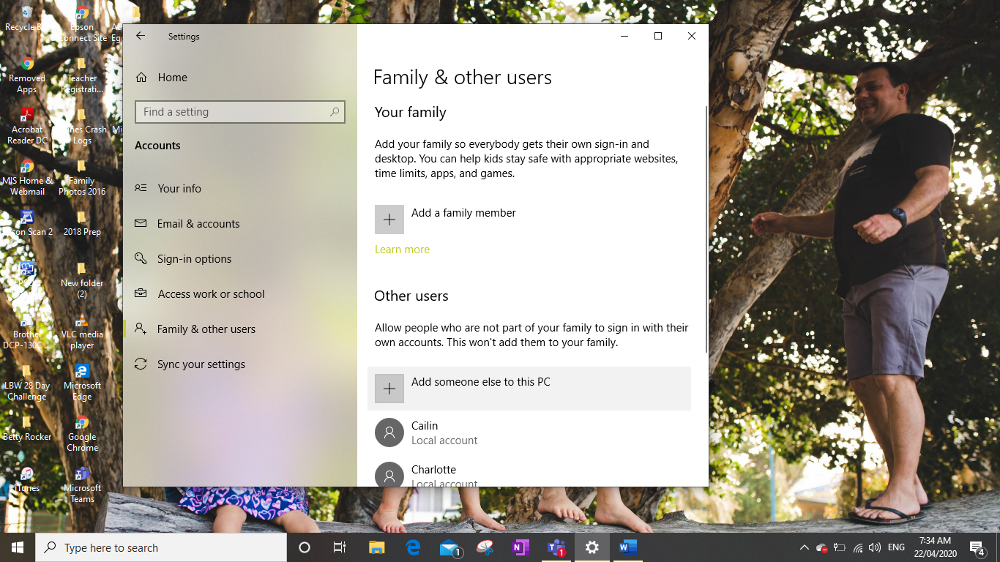 Recycle B
Epson
Connect Site
Removed
Apps
Teacher
Registrati...
Acrobat
Reader DC
Logs
MIS Home &
Webmail
Family
Photos 2016
Scan 2
2018 Prep
New folder
(2)
Brother
DCP-130C ...
VLC media
player
LBW 28 Day
Challenge
Microsoft
Edge
Betty Rocker
Google
Chrome
iTunes
Microsoft
Teams
Settings
Home
Find a setting
Accounts
Your info
Email & accounts
Sign-in options
Access work or school
Family & other users
Sync your settings
Family & other users
Your family
Add your family so everybody gets their own sign-in and
desktop. You can help kids stay safe with appropriate websites,
time limits, apps, and games.
Add a family member
Learn more
Other users
Allow people who are not part of your family to sign in with their
own accounts. This won't add them to your family.
Add someone else to this PC
Cailin
Local account
Charlotte
Local account
Type here to search
1
1
ENG
7:34 AM
22/04/2020
4